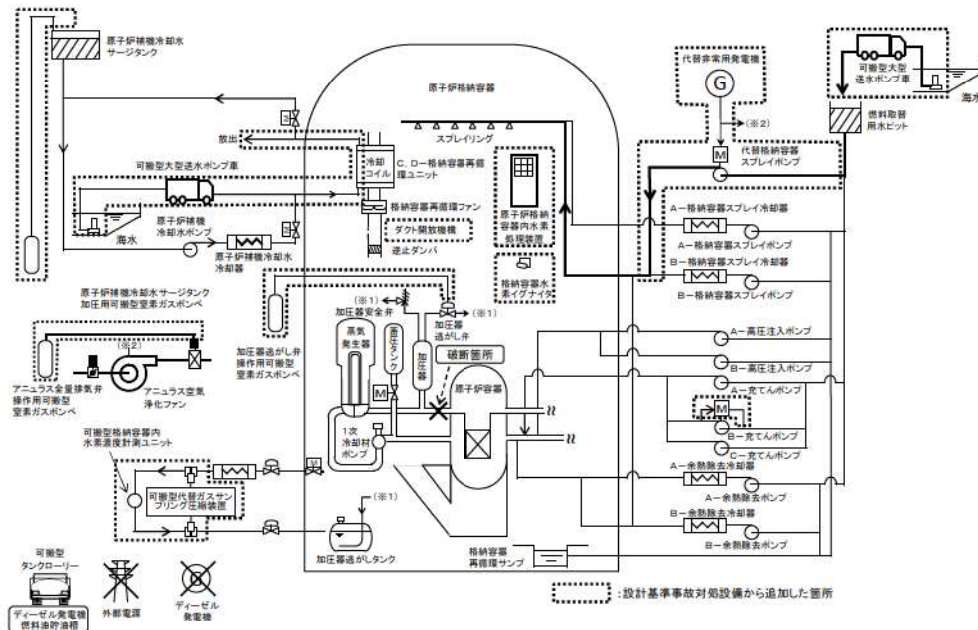 原子炉補機冷却水
サージタンク
原子炉格納容器
代替非常用発電機
G
(※2)
可搬型大型
送水ポンプ車
海水
燃料取替
用水ピット
M
代替格納容器
スプレイポンプ
M
放出
スプレイリング
冷却
コイル
C、D-格納容器再循
環ユニット
可搬型大型送水ポンプ車
格納容器再循環ファン
ダクト開放機構
逆止ダンパ
原子炉格納
容器内水素
処理装置
格納容器水
素イグナイタ
海水
原子炉補機
冷却水ポンプ
M
原子炉補機冷却水
冷却器
A-格納容器スプレイ冷却器
A-格納容器スプレイポンプ
B-格納容器スプレイ冷却器
B-格納容器スプレイポンプ
原子炉補機冷却水サージタンク
加圧用可搬型窒素ガスボンベ
(※1)
加圧器安全弁
(※1)
加圧器
逃がし弁
加圧器逃がし弁
操作用可搬型
窒素ガスボンベ
蒸気
発生器
蓄圧タンク
加圧器
破断箇所
原子炉容器
M
1次
冷却材
ポンプ
(※2)
アニュラス全量排気弁
操作用可搬型
窒素ガスボンベ
アニュラス空気
浄化ファン
A-高圧注入ポンプ
B-高圧注入ポンプ
A-充てんポンプ
M
B-充てんポンプ
C-充てんポンプ
A-余熱除去冷却器
A-余熱除去ポンプ
B-余熱除去冷却器
B-余熱除去ポンプ
可搬型格納容器内
水素濃度計測ユニット
M
可搬型代替ガスサン
プリング圧縮装置
(※1)
加圧器逃がしタンク
格納容器
再循環サンプ
可搬型
タンクローリー
ディーゼル発電機
燃料油貯油槽
外部電源
ディーゼル
発電機
:設計基準事故対処設備から追加した箇所